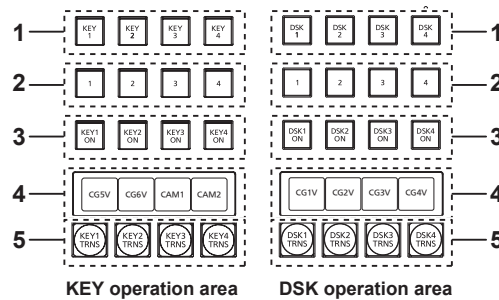 1 KEY 1 KEY 2 KEY 3 KEY 4 DSK 1 DSK 2 DSK 3 DSK 4 1
2 1 2 3 4 1 2 3 4 2
3 KEY1 ON KEY2 ON KEY3 ON KEY4 ON DSK1 ON DSK2 ON DSK3 ON DSK4 ON 3
4 CG5V CG6V CAM1 CAM2 CG1V CG2V CG3V CG4V 4
5 KEY1 TRNS KEY2 TRNS KEY3 TRNS KEY4 TRNS DSK1 TRNS DSK2 TRNS DSK3 TRNS DSK4 TRNS 5
KEY operation area DSK operation area